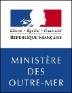 Liberté • Égalité • Fraternité
RÉPUBLIQUE FRANÇAISE
MINISTÈRE
DES
OUTRE-MER